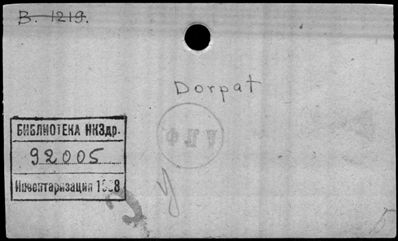 B. 1219.
Dorpat
БИБЛИОТЕКА НКЗдр.
92005
Инвентаризация 1938